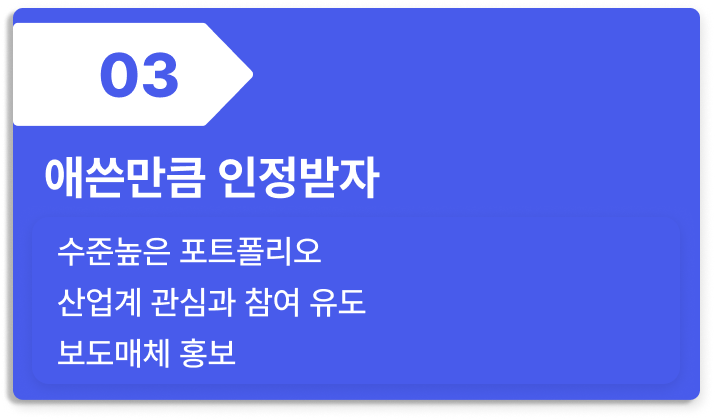 03
애쓴만큼 인정받자
수준높은 포트폴리오
산업계 관심과 참여 유도
보도매체 홍보